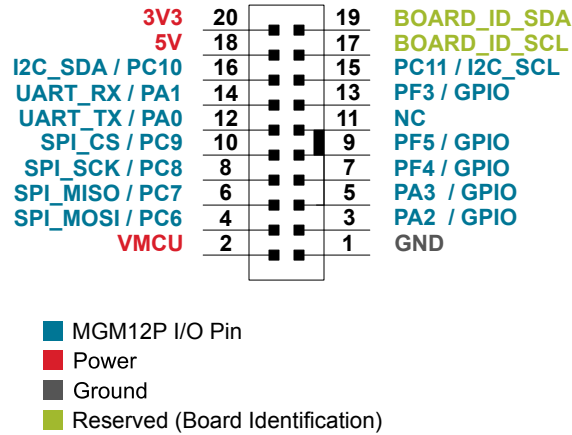 3V3 20 19 BOARD_ID_SDA
5V 18 17 BOARD_ID_SCL
I2C_SDA / PC10 16 15 PC11 / I2C_SCL
UART_RX / PA1 14 13 PF3 / GPIO
UART_TX / PA0 12 11 NC
SPI_CS / PC9 10 9 PF5 / GPIO
SPI_SCK / PC8 8 7 PF4 / GPIO
SPI_MISO / PC7 6 5 PA3 / GPIO
SPI_MOSI / PC6 4 3 PA2 / GPIO
VMCU 2 1 GND
MGM12P I/O Pin
Power
Ground
Reserved (Board Identification)